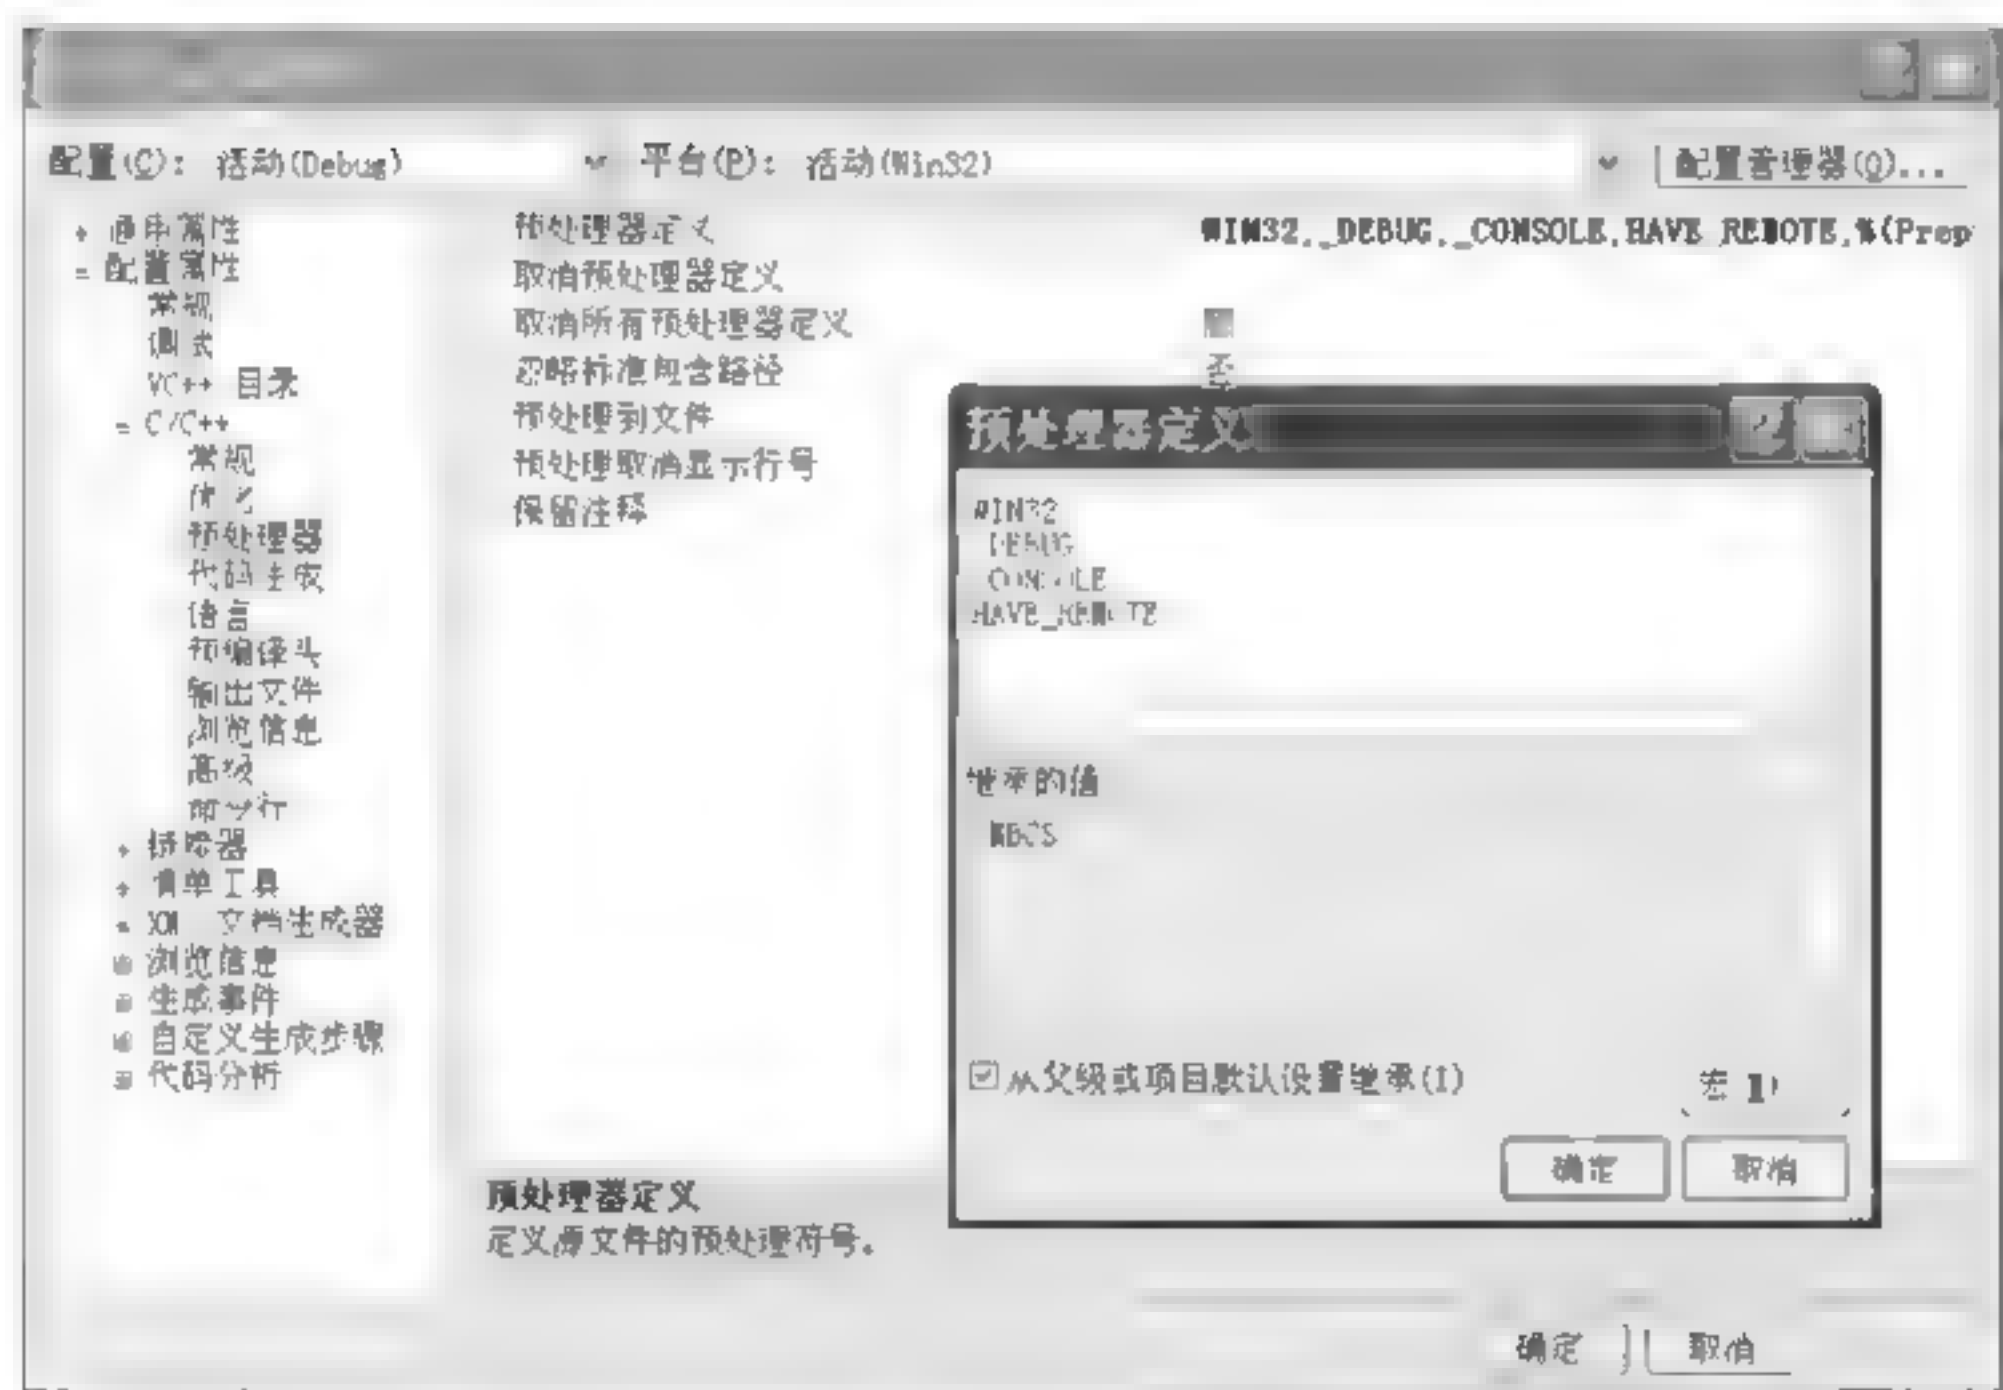 配置(C): 活动(Debug) 平台(P): 活动(Win32) 配置管理器(O)...
通用属性
配置属性
常规
调试
VC++ 目录
C/C++
常规
优化
预处理器
代码生成
语言
预编译头
输出文件
浏览信息
高级
命令行
链接器
清单工具
XML 文档生成器
浏览信息
生成事件
自定义生成步骤
代码分析
预处理器定义 WIN32,_DEBUG,_CONSOLE,HAVE_REMOTE,%(Prep
取消预处理器定义
取消所有预处理器定义
忽略标准包含路径 否
预处理到文件
预处理取消显示行号
保留注释
预处理器定义
WIN32
_DEBUG
_CONSOLE
HAVE_REMOTE
继承的值
_MBCS
从父级或项目默认设置继承(I)
确定 取消
预处理器定义
定义源文件的预处理符号。
确定 取消